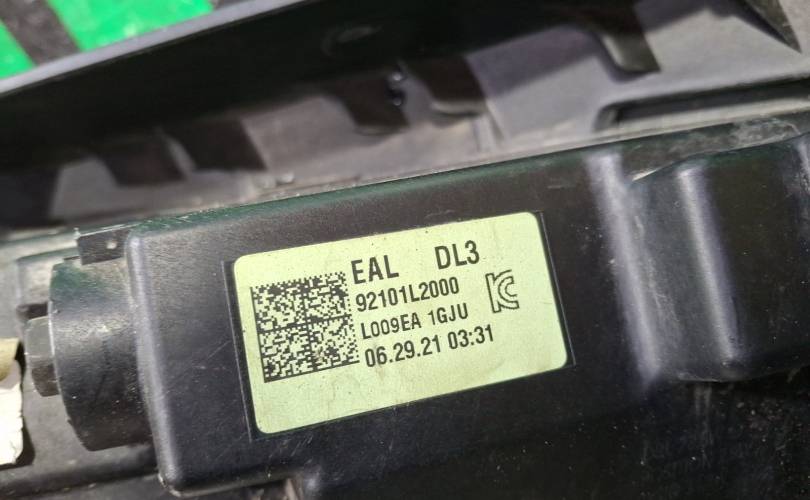 EAL DL3
92101L2000
L009EA 1GJU
06.29.21 03:31